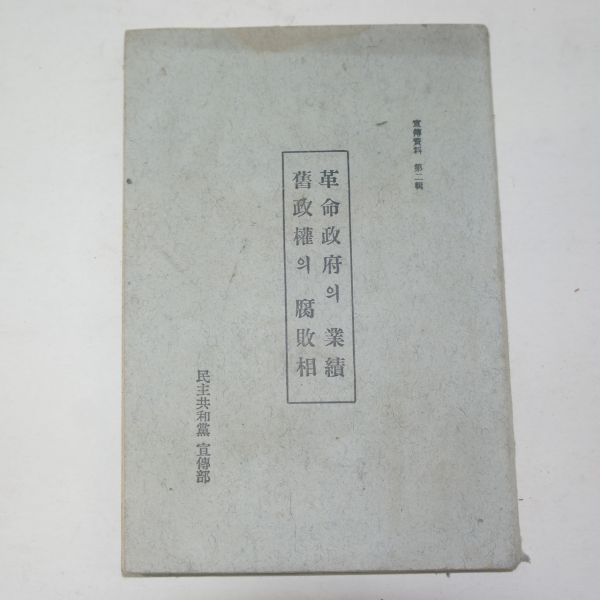 宣傳資料 第二輯
革命政府의 業績
舊政權의 腐敗相
民主共和黨 宣傳部